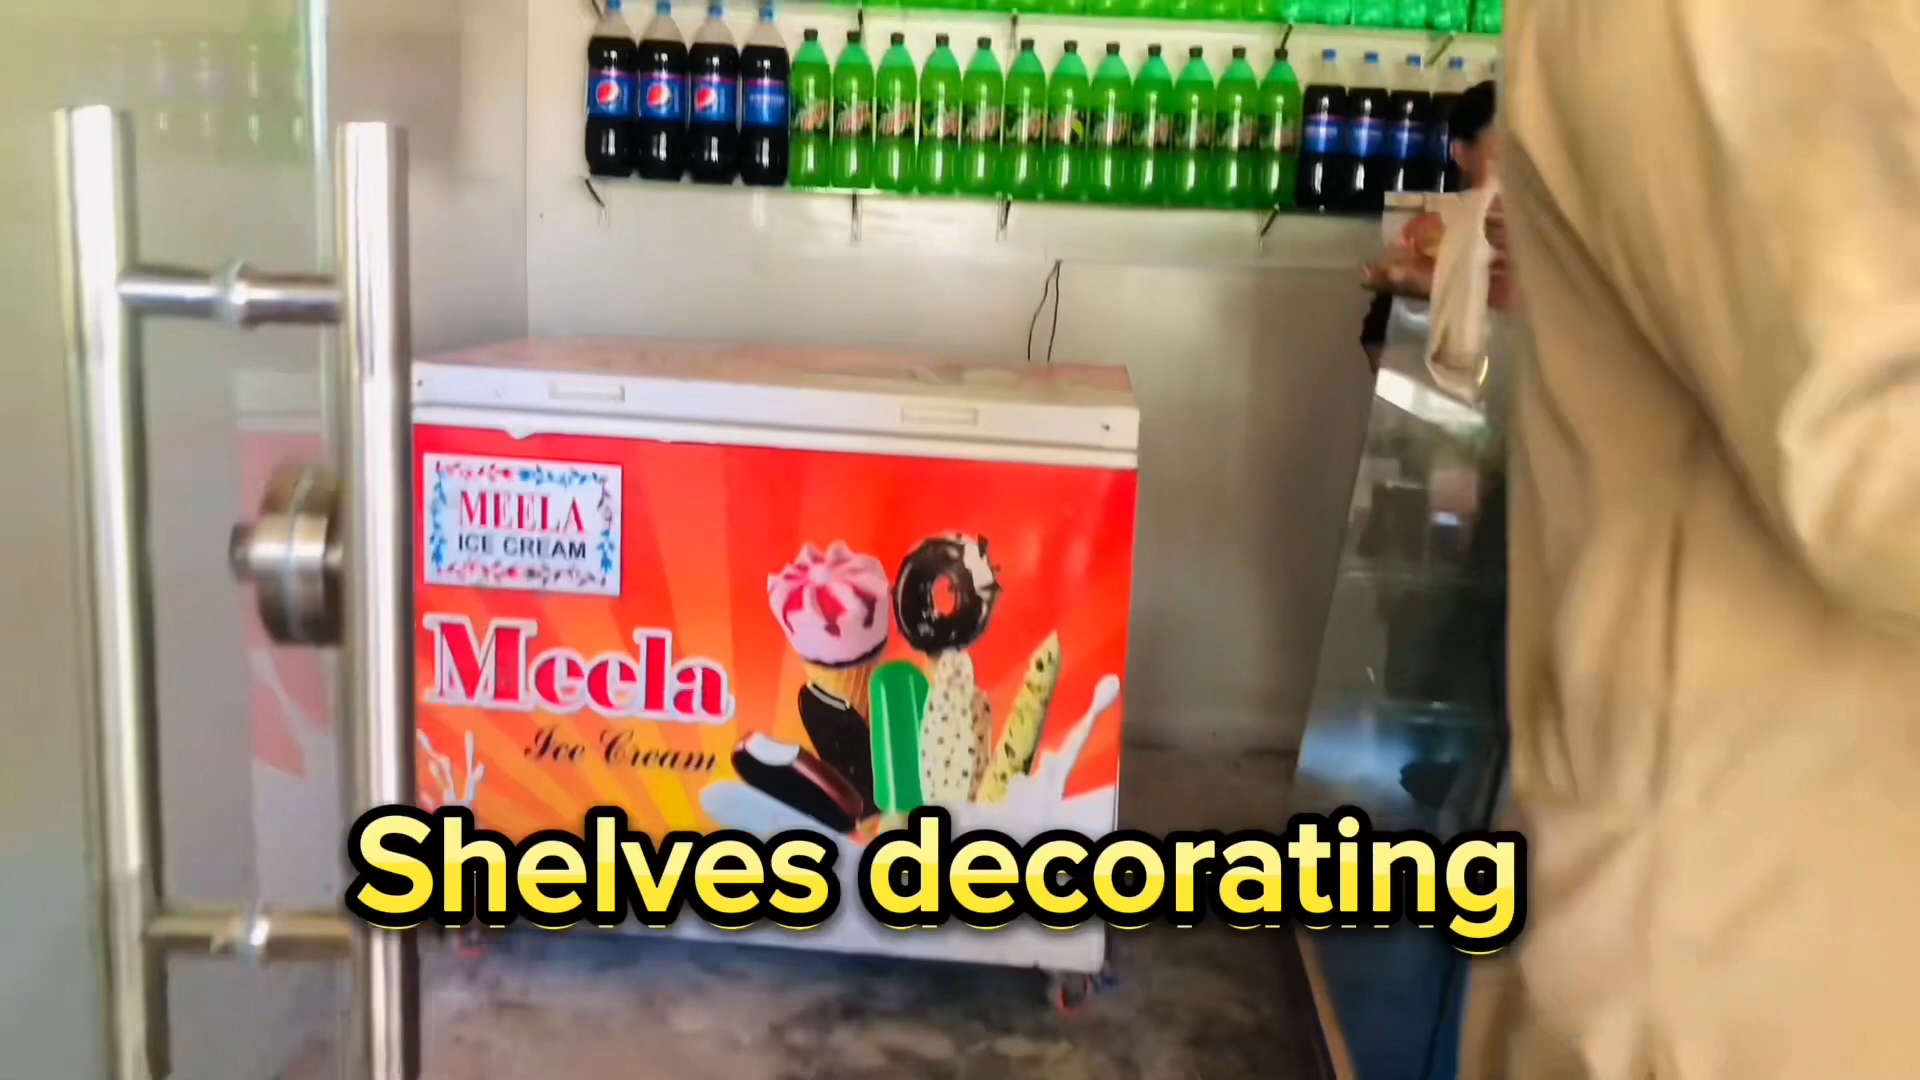 MEELA
ICE CREAM
Meela
Ice Cream
Shelves decorating